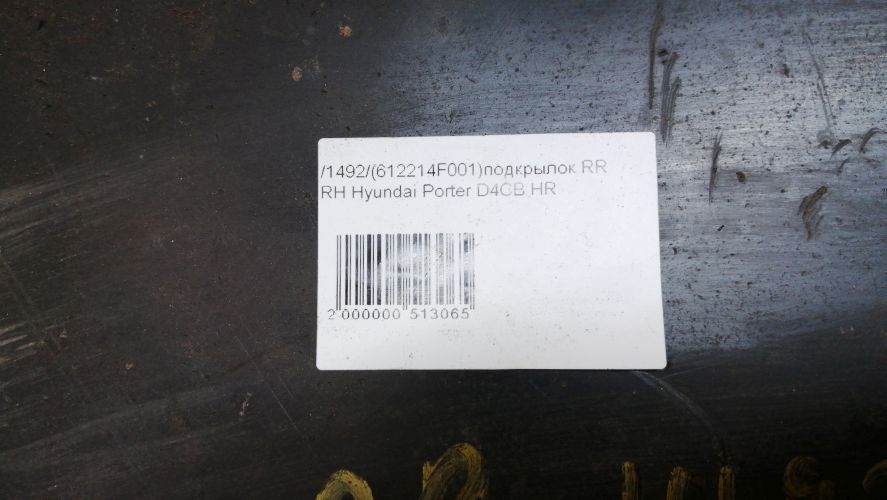 /1492/(612214F001)подкрылок RR
RH Hyundai Porter D4CB HR
2 000000 513065